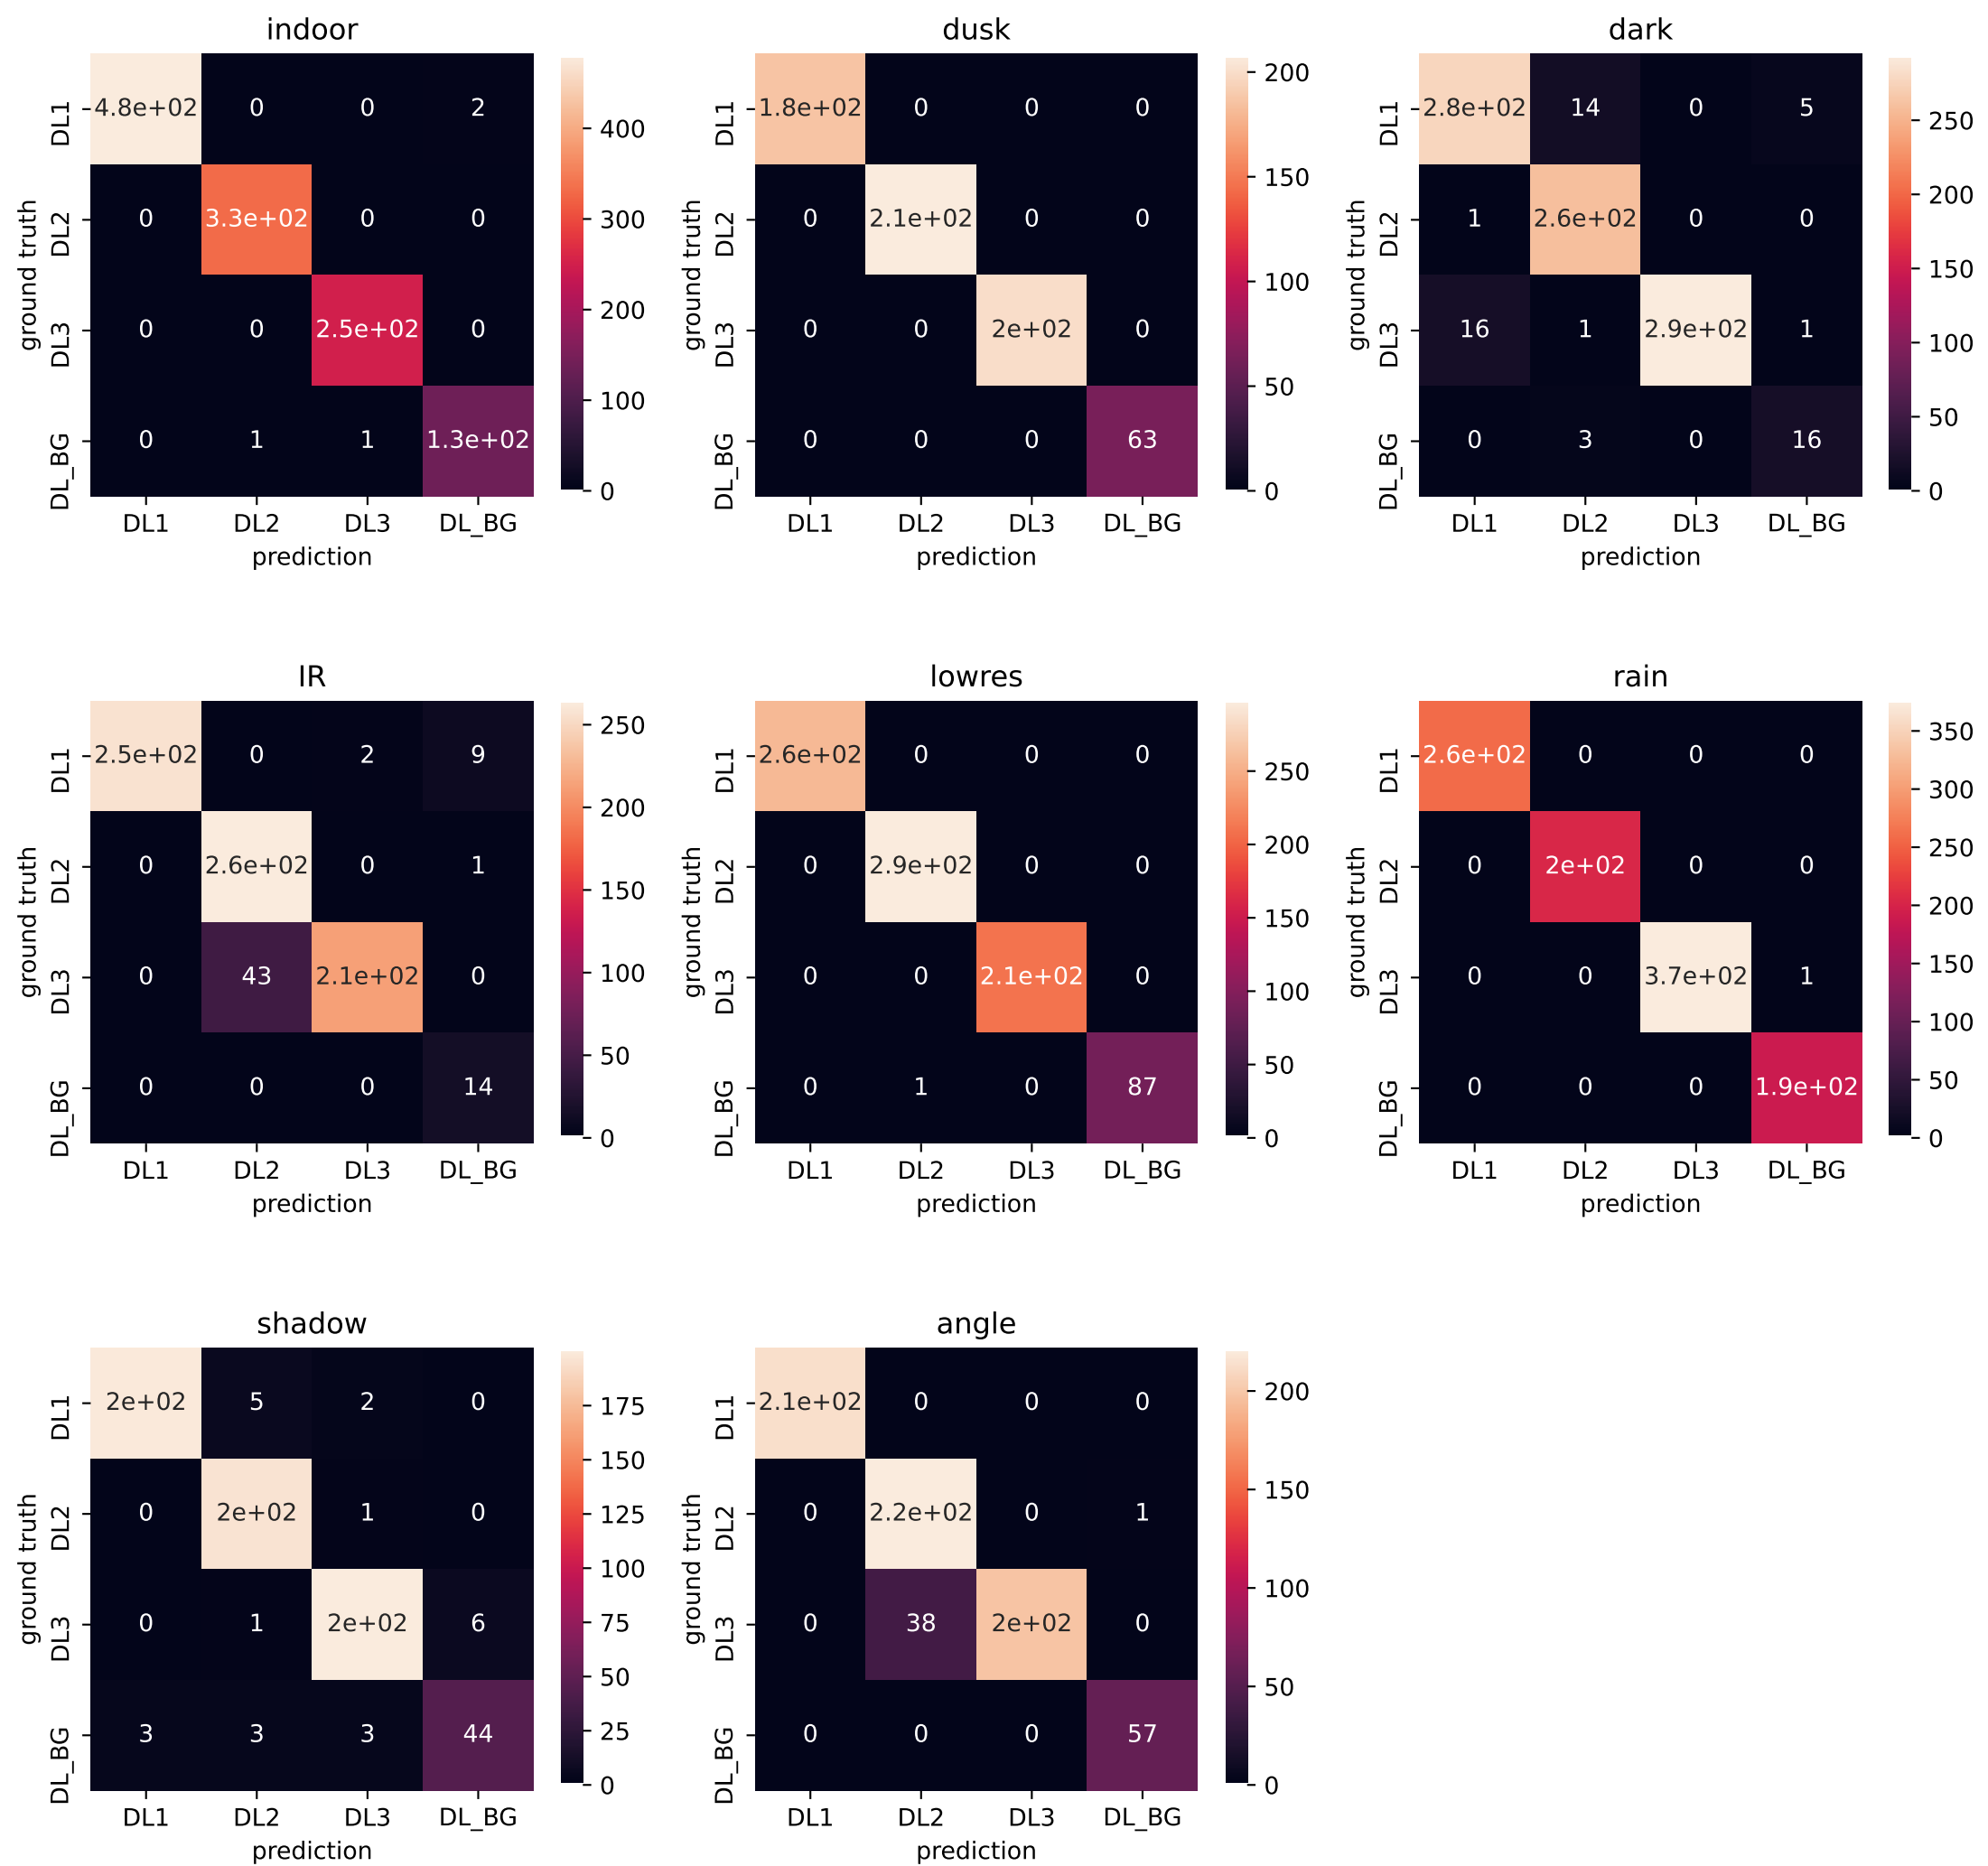 indoor
ground truth
DL1 4.8e+02 0 0 2
DL2 0 3.3e+02 0 0
DL3 0 0 2.5e+02 0
DL_BG 0 1 1 1.3e+02
DL1 DL2 DL3 DL_BG
prediction
400
300
200
100
0
dusk
ground truth
DL1 1.8e+02 0 0 0
DL2 0 2.1e+02 0 0
DL3 0 0 2e+02 0
DL_BG 0 0 0 63
DL1 DL2 DL3 DL_BG
prediction
200
150
100
50
0
dark
ground truth
DL1 2.8e+02 14 0 5
DL2 1 2.6e+02 0 0
DL3 16 1 2.9e+02 1
DL_BG 0 3 0 16
DL1 DL2 DL3 DL_BG
prediction
250
200
150
100
50
0
IR
ground truth
DL1 2.5e+02 0 2 9
DL2 0 2.6e+02 0 1
DL3 0 43 2.1e+02 0
DL_BG 0 0 0 14
DL1 DL2 DL3 DL_BG
prediction
250
200
150
100
50
0
lowres
ground truth
DL1 2.6e+02 0 0 0
DL2 0 2.9e+02 0 0
DL3 0 0 2.1e+02 0
DL_BG 0 1 0 87
DL1 DL2 DL3 DL_BG
prediction
250
200
150
100
50
0
rain
ground truth
DL1 2.6e+02 0 0 0
DL2 0 2e+02 0 0
DL3 0 0 3.7e+02 1
DL_BG 0 0 0 1.9e+02
DL1 DL2 DL3 DL_BG
prediction
350
300
250
200
150
100
50
0
shadow
ground truth
DL1 2e+02 5 2 0
DL2 0 2e+02 1 0
DL3 0 1 2e+02 6
DL_BG 3 3 3 44
DL1 DL2 DL3 DL_BG
prediction
175
150
125
100
75
50
25
0
angle
ground truth
DL1 2.1e+02 0 0 0
DL2 0 2.2e+02 0 1
DL3 0 38 2e+02 0
DL_BG 0 0 0 57
DL1 DL2 DL3 DL_BG
prediction
200
150
100
50
0